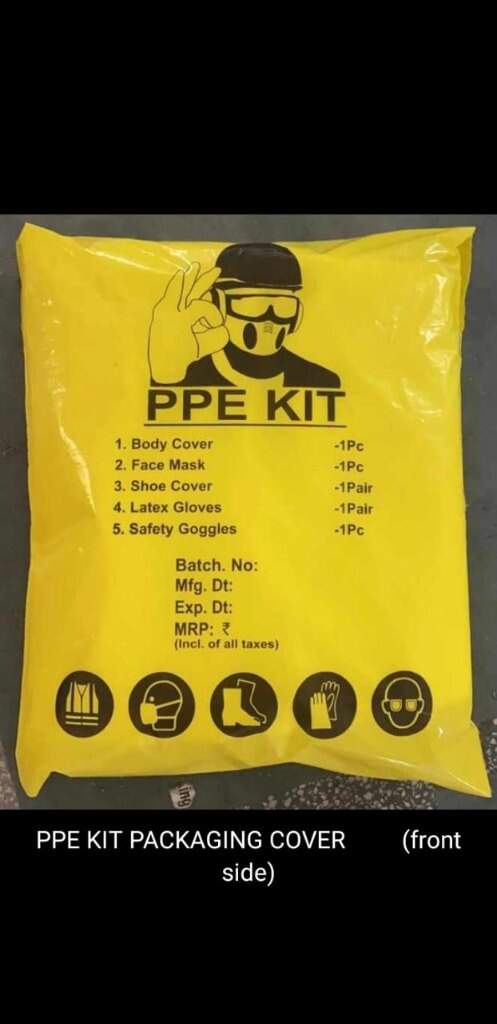 PPE KIT
1. Body Cover -1Pc
2. Face Mask -1Pc
3. Shoe Cover -1Pair
4. Latex Gloves -1Pair
5. Safety Goggles -1Pc
Batch. No:
Mfg. Dt:
Exp. Dt:
MRP: ₹
(Incl. of all taxes)
ing
PPE KIT PACKAGING COVER (front
side)